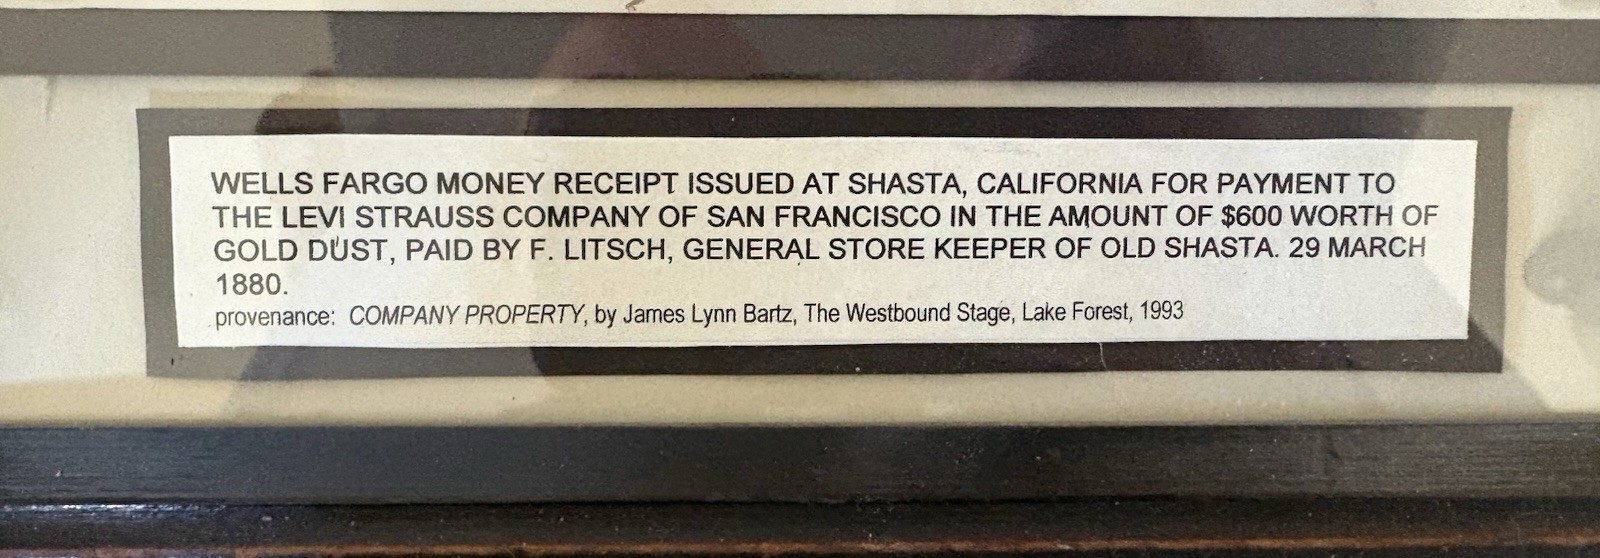 WELLS FARGO MONEY RECEIPT ISSUED AT SHASTA, CALIFORNIA FOR PAYMENT TO
THE LEVI STRAUSS COMPANY OF SAN FRANCISCO IN THE AMOUNT OF $600 WORTH OF
GOLD DUST, PAID BY F. LITSCH, GENERAL STORE KEEPER OF OLD SHASTA. 29 MARCH
1880.
provenance: COMPANY PROPERTY, by James Lynn Bartz, The Westbound Stage, Lake Forest, 1993